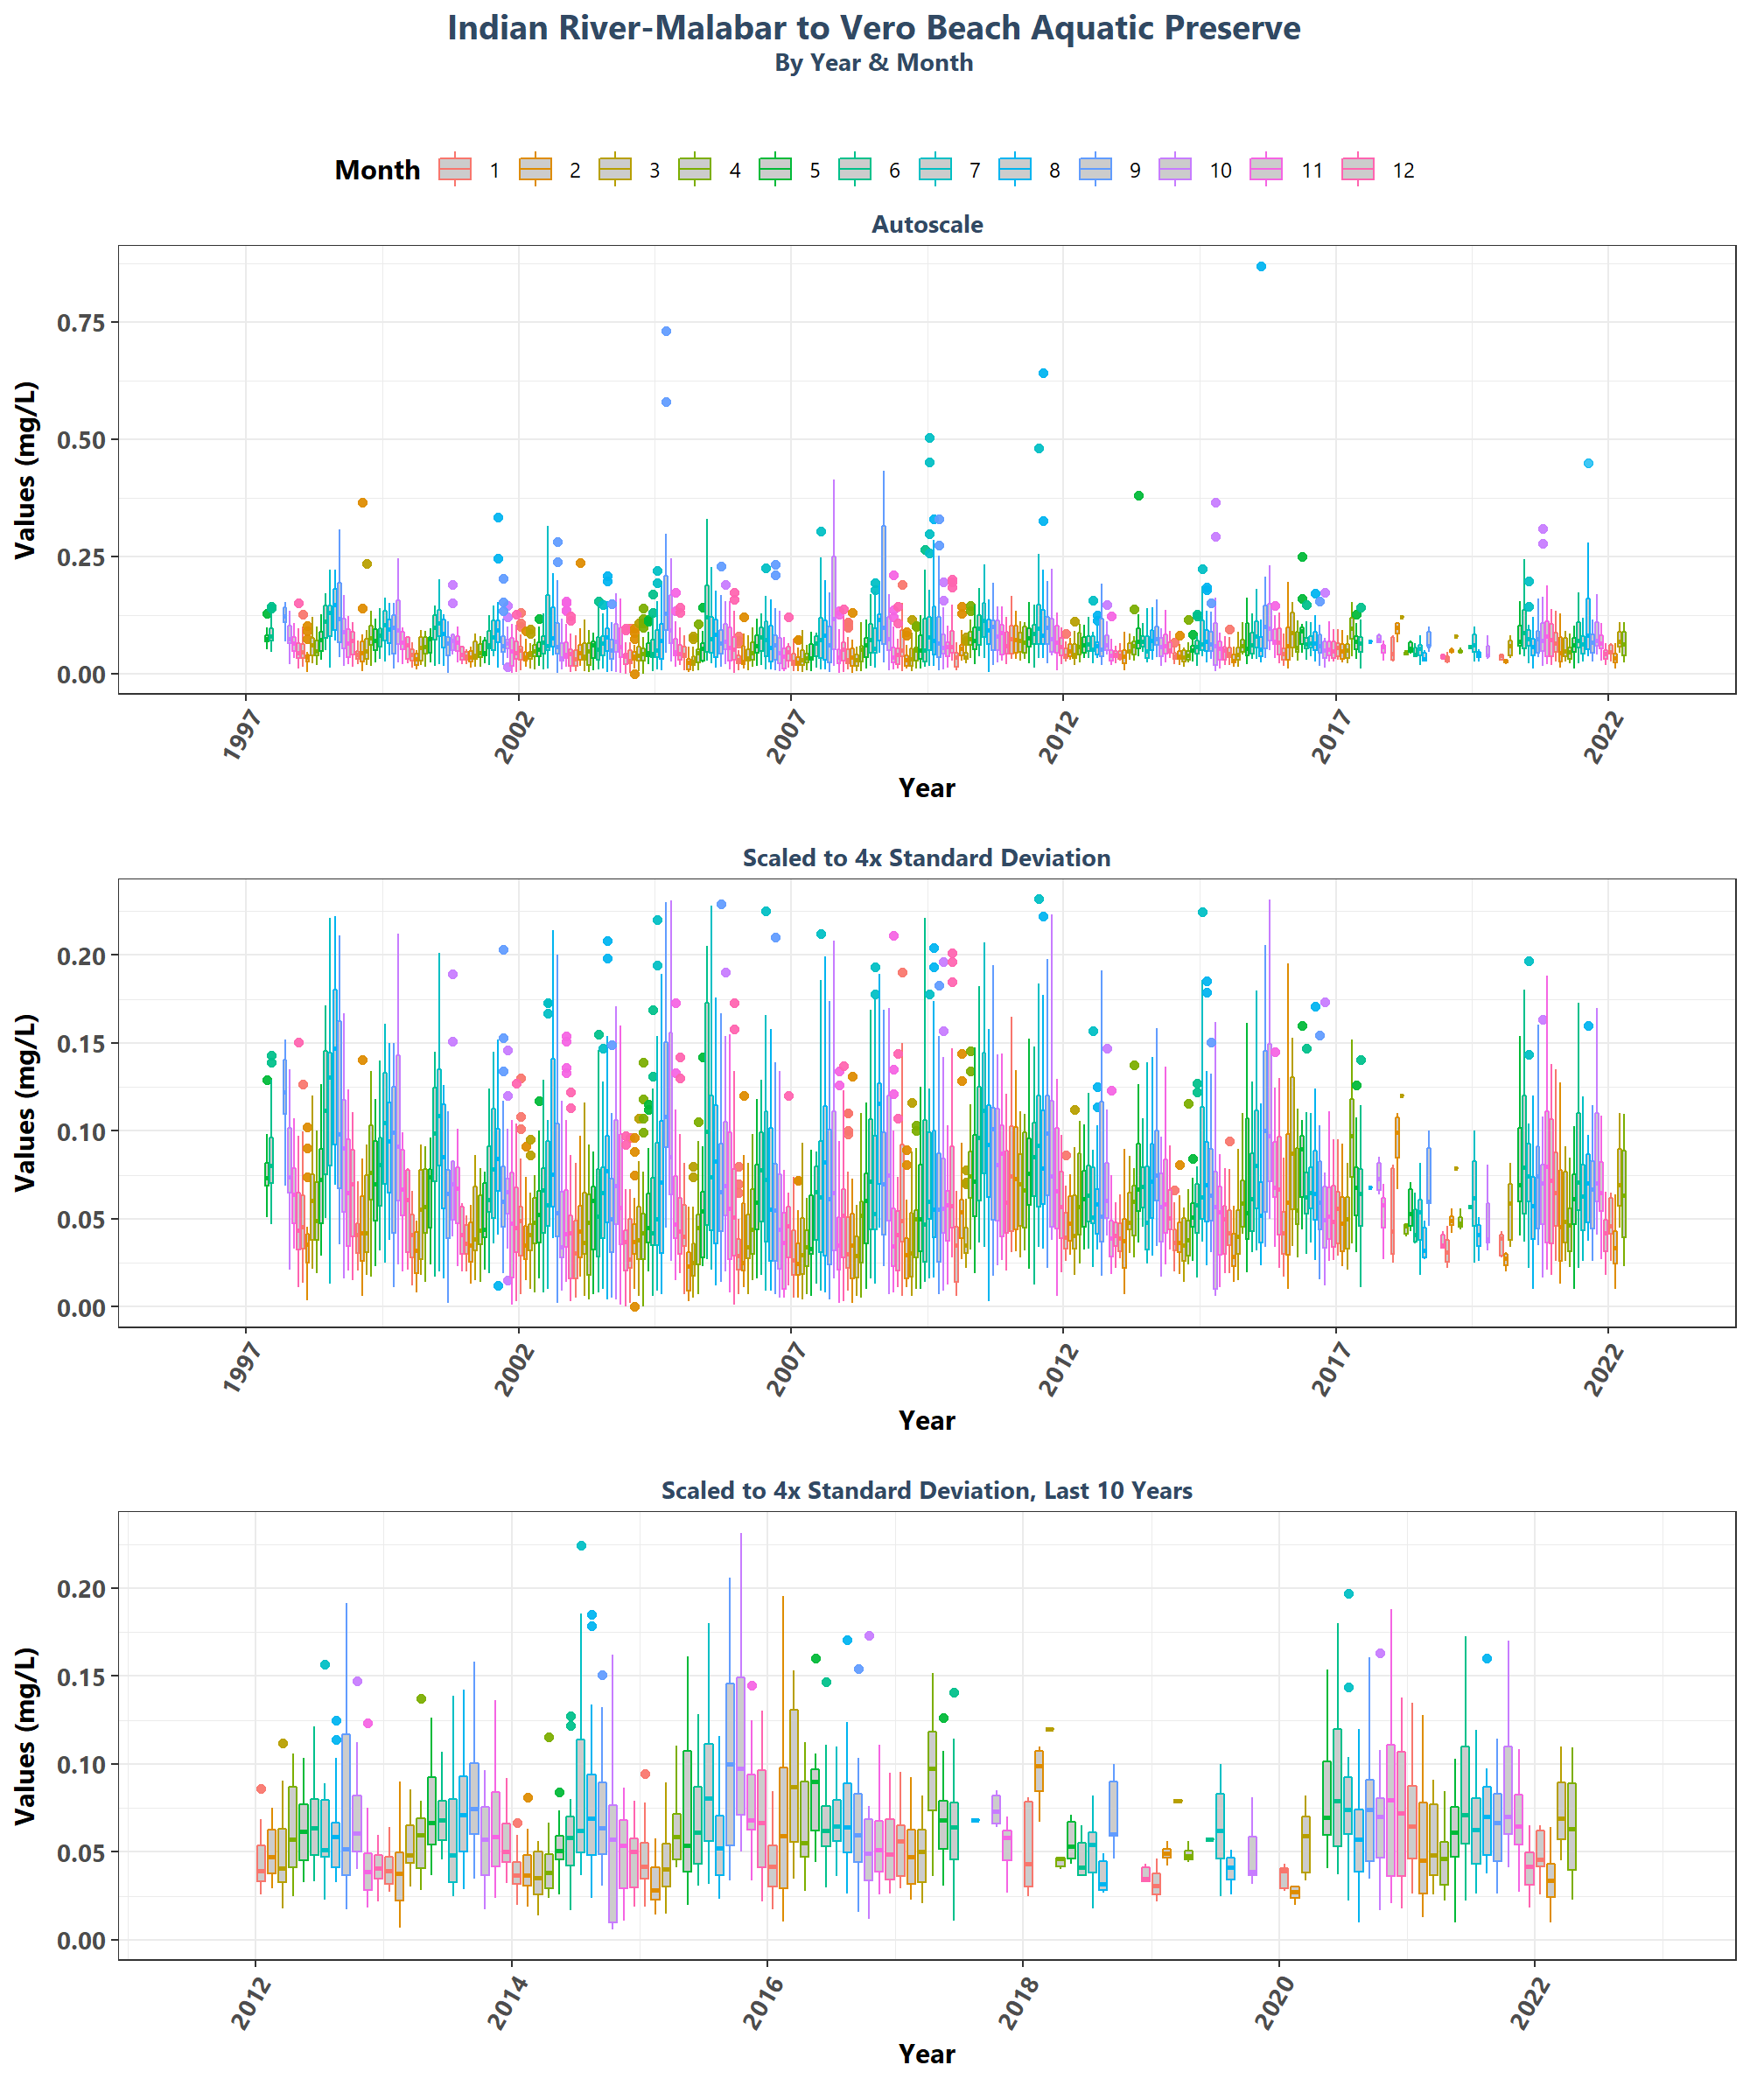 Indian River-Malabar to Vero Beach Aquatic Preserve
By Year & Month
Month 1 2 3 4 5 6 7 8 9 10 11 12
Autoscale
Values (mg/L)
0.75
0.50
0.25
0.00
1997 2002 2007 2012 2017 2022
Year
Scaled to 4x Standard Deviation
Values (mg/L)
0.20
0.15
0.10
0.05
0.00
1997 2002 2007 2012 2017 2022
Year
Scaled to 4x Standard Deviation, Last 10 Years
Values (mg/L)
0.20
0.15
0.10
0.05
0.00
2012 2014 2016 2018 2020 2022
Year